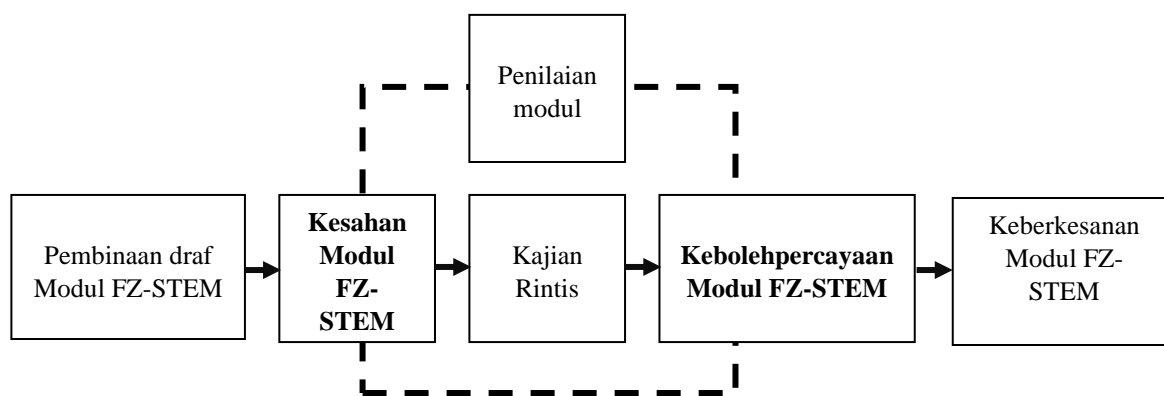 Penilaian
modul
Pembinaan draf
Modul FZ-STEM
Kesahan
Modul
FZ-
STEM
Kajian
Rintis
Kebolehpercayaan
Modul FZ-STEM
Keberkesanan
Modul FZ-
STEM